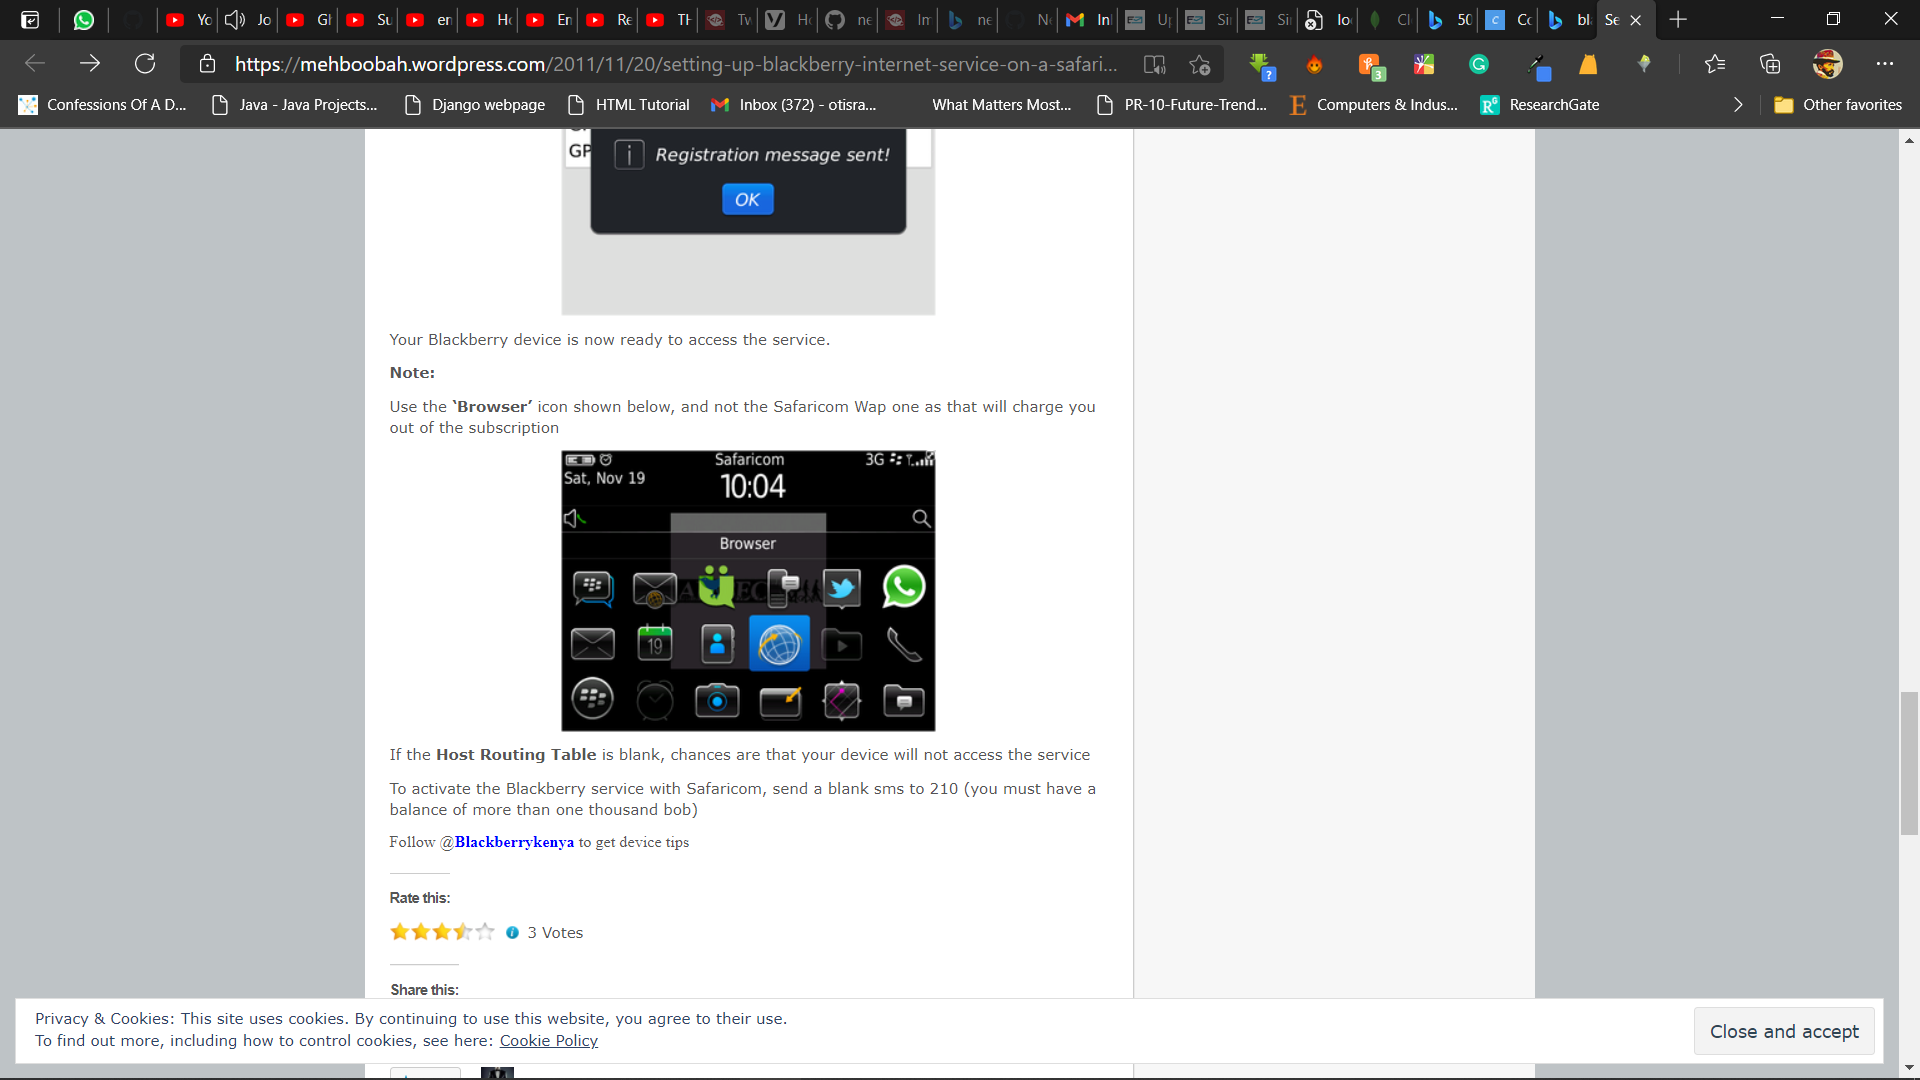 Yo
Jo
Gl
Su
en
Ho
En
Re
Tw
Ho
ne
Im
ne
Ne
Inl
Up
Sir
Sir
lo
Cl
50
Co
bl
Se
https://mehboobah.wordpress.com/2011/11/20/setting-up-blackberry-internet-service-on-a-safari...
Confessions Of A D...
Java - Java Projects...
Django webpage
HTML Tutorial
Inbox (372) - otisra...
What Matters Most...
PR-10-Future-Trend...
Computers & Indus...
ResearchGate
Other favorites
GP
Registration message sent!
OK
Your Blackberry device is now ready to access the service.
Note:
Use the ‘Browser’ icon shown below, and not the Safaricom Wap one as that will charge you
out of the subscription
Safaricom
3G
Sat, Nov 19
10:04
Browser
19
If the Host Routing Table is blank, chances are that your device will not access the service
To activate the Blackberry service with Safaricom, send a blank sms to 210 (you must have a
balance of more than one thousand bob)
Follow @Blackberrykenya to get device tips
Rate this:
3 Votes
Share this:
Privacy & Cookies: This site uses cookies. By continuing to use this website, you agree to their use.
To find out more, including how to control cookies, see here: Cookie Policy
Close and accept